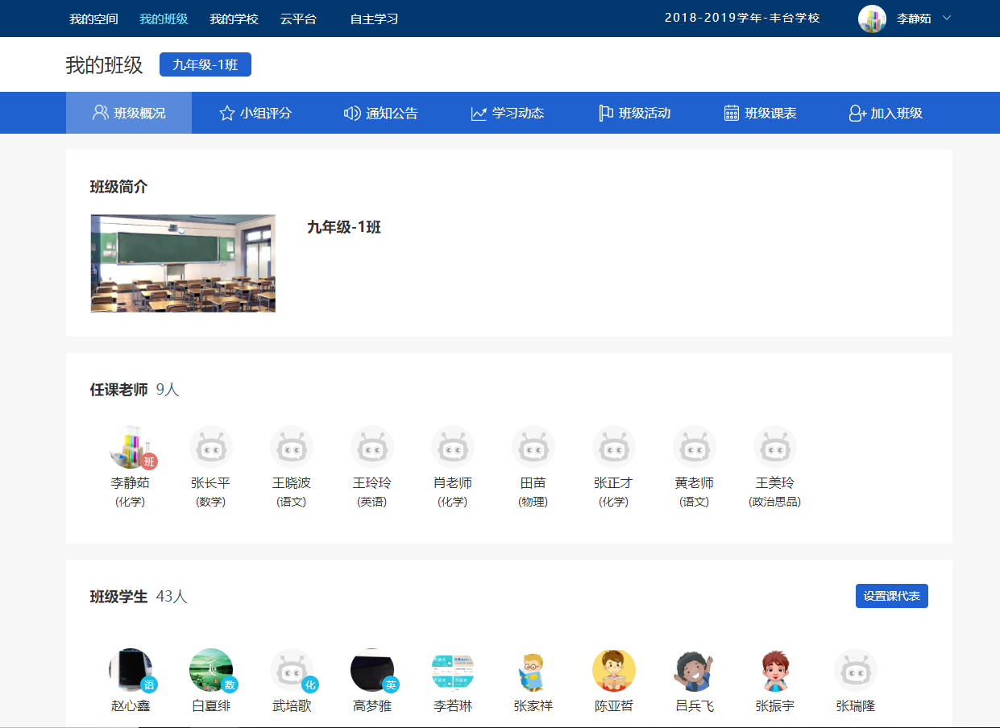 我的空间 我的班级 我的学校 云平台 自主学习 2018-2019学年-丰台学校 李静茹
我的班级 九年级-1班
班级概况 小组评分 通知公告 学习动态 班级活动 班级课表 加入班级
班级简介
九年级-1班
任课老师 9人
班
李静茹 张长平 王晓波 王玲玲 肖老师 田苗 张正才 黄老师 王美玲
(化学) (数学) (语文) (英语) (化学) (物理) (化学) (语文) (政治思品)
班级学生 43人 设置课代表
语 数 化 英
赵心鑫 白夏绯 武培歌 高梦雅 李若琳 张家祥 陈亚哲 吕兵飞 张振宇 张瑞隆